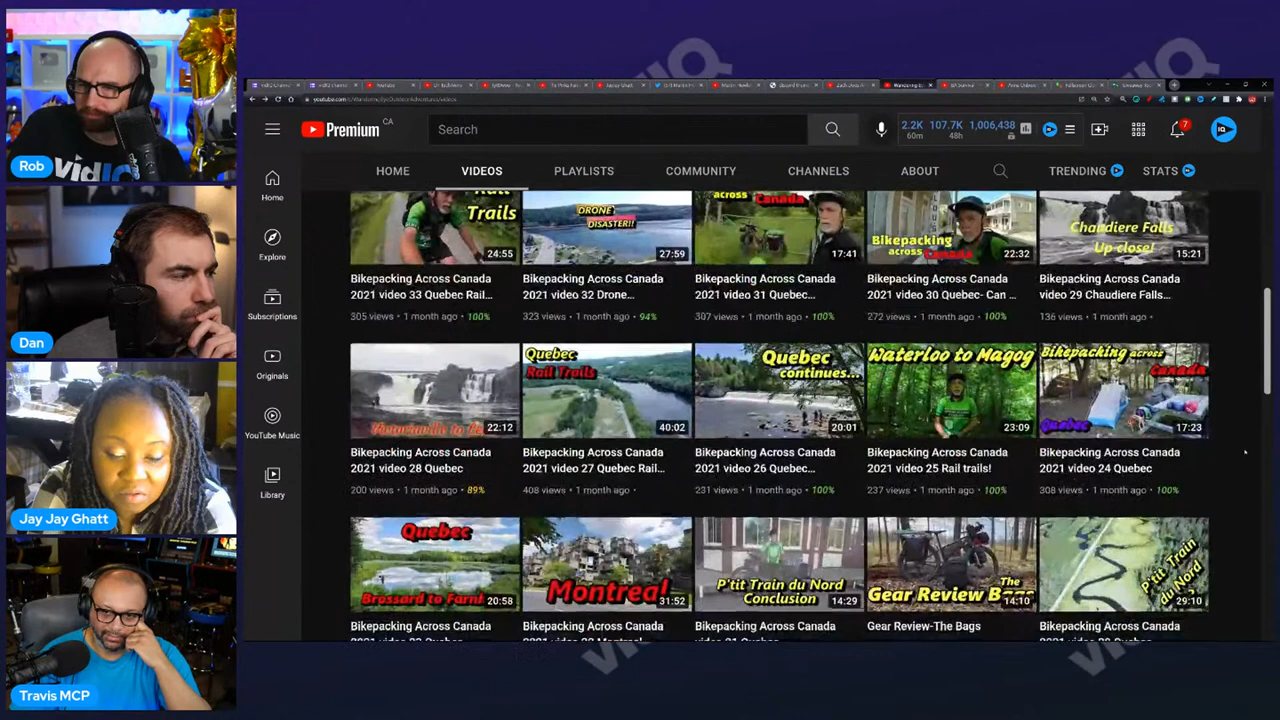 Rob
Dan
Jay Jay Ghatt
Travis MCP
VidIQ
Premium
CA
Search
2.2K 107.7K 1,006,438
60m 48h
7
HOME VIDEOS PLAYLISTS COMMUNITY CHANNELS ABOUT TRENDING STATS
Home
Explore
Subscriptions
Originals
YouTube Music
Library
Rail
Trails
24:55
DRONE
DISASTER!!
27:59
across Canada
17:41
Bikepacking
across Canada
22:32
Chaudiere Falls
Up close!
15:21
Bikepacking Across Canada
2021 video 33 Quebec Rail...
305 views • 1 month ago • 100%
Bikepacking Across Canada
2021 video 32 Drone...
323 views • 1 month ago • 94%
Bikepacking Across Canada
2021 video 31 Quebec...
307 views • 1 month ago • 100%
Bikepacking Across Canada
2021 video 30 Quebec- Can ...
272 views • 1 month ago • 100%
Bikepacking Across Canada
video 29 Chaudiere Falls...
136 views • 1 month ago •
22:12
Quebec
Rail Trails
40:02
Quebec
continues...
20:01
Waterloo to Magog
23:09
Bikepacking across
Canada
Quebec
17:23
Bikepacking Across Canada
2021 video 28 Quebec
200 views • 1 month ago • 89%
Bikepacking Across Canada
2021 video 27 Quebec Rail...
408 views • 1 month ago •
Bikepacking Across Canada
2021 video 26 Quebec...
231 views • 1 month ago • 100%
Bikepacking Across Canada
2021 video 25 Rail trails!
237 views • 1 month ago • 100%
Bikepacking Across Canada
2021 video 24 Quebec
308 views • 1 month ago • 100%
Quebec
Brossard to Farnh
20:58
Montreal
31:52
P'tit Train du Nord
Conclusion
14:29
Gear Review The
Bags
14:10
P'tit Train
du Nord
29:10
Bikepacking Across Canada
Bikepacking Across Canada
Bikepacking Across Canada
Gear Review-The Bags
Bikepacking Across Canada